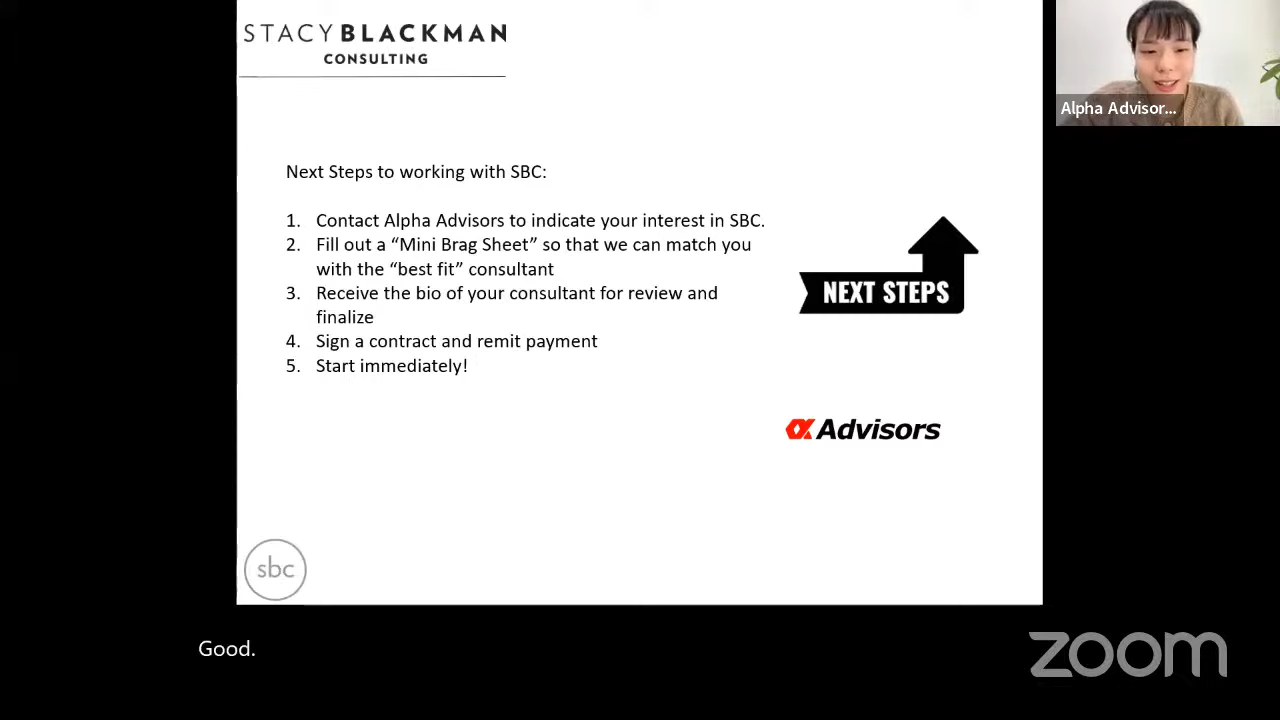 STACYBLACKMAN
CONSULTING
Alpha Advisor...
Next Steps to working with SBC:
1. Contact Alpha Advisors to indicate your interest in SBC.
2. Fill out a “Mini Brag Sheet” so that we can match you
with the “best fit” consultant
3. Receive the bio of your consultant for review and
finalize
4. Sign a contract and remit payment
5. Start immediately!
NEXT STEPS
α Advisors
sbc
Good.
zoom